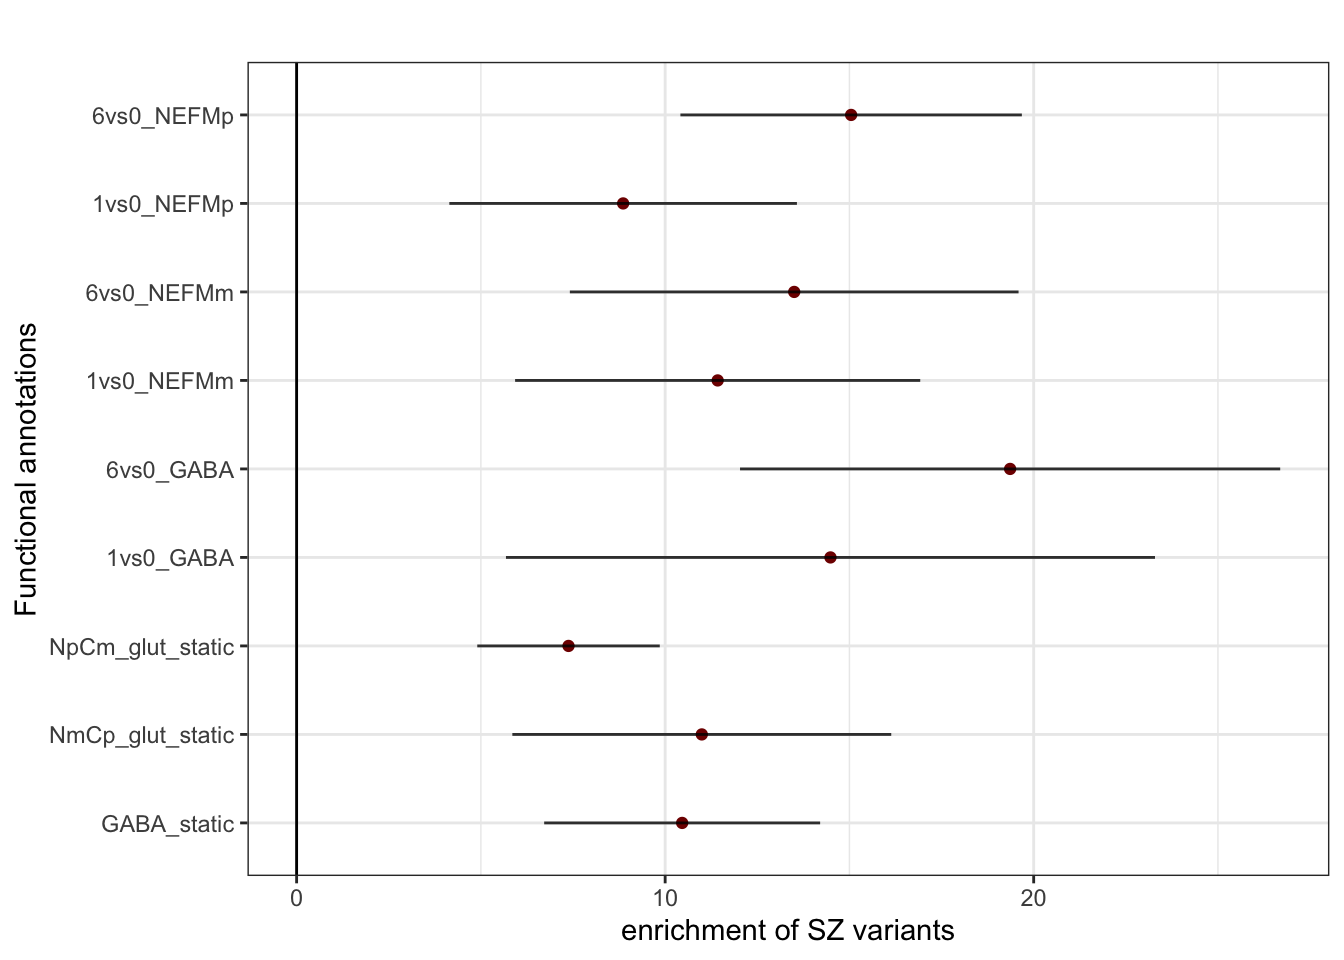 6vs0_NEFMp
1vs0_NEFMp
6vs0_NEFMm
1vs0_NEFMm
6vs0_GABA
1vs0_GABA
NpCm_glut_static
NmCp_glut_static
GABA_static
Functional annotations
0 10 20
enrichment of SZ variants